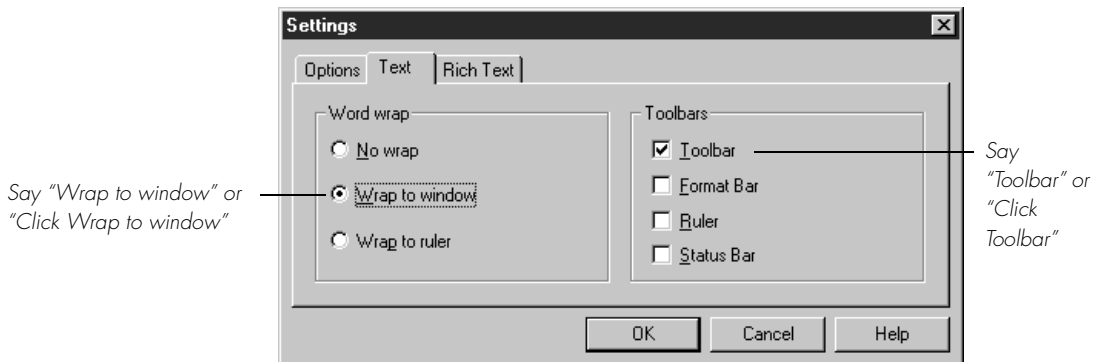 Settings
Options Text Rich Text
Word wrap
No wrap
Wrap to window
Wrap to ruler
Toolbars
Toolbar
Format Bar
Ruler
Status Bar
OK Cancel Help
Say “Wrap to window” or
“Click Wrap to window”
Say
“Toolbar” or
“Click
Toolbar”